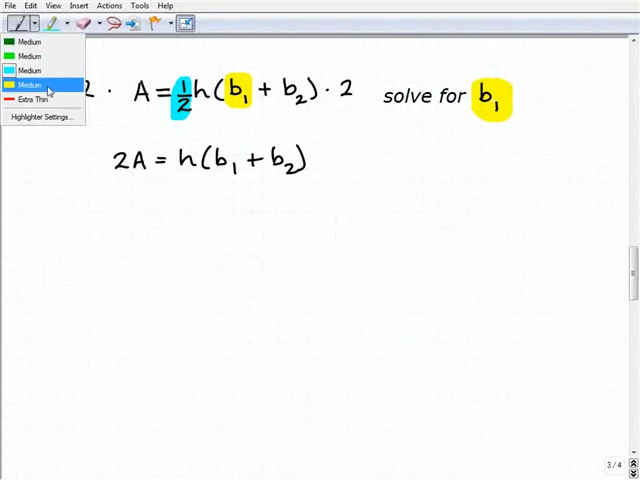 File Edit View Insert Actions Tools Help
Medium
Medium
Medium
Medium
Extra Thin
Highlighter Settings...
2 · A = 1/2 h(b₁ + b₂) · 2 solve for b₁
2A = h(b₁ + b₂)
3/4